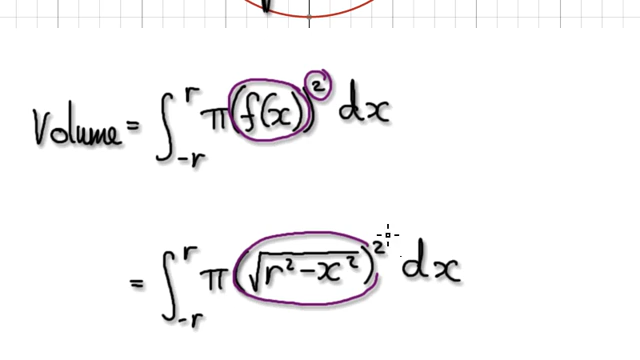 Volume = ∫_{-r}^{r} π(f(x))² dx
= ∫_{-r}^{r} π(√(r² − x²))² dx